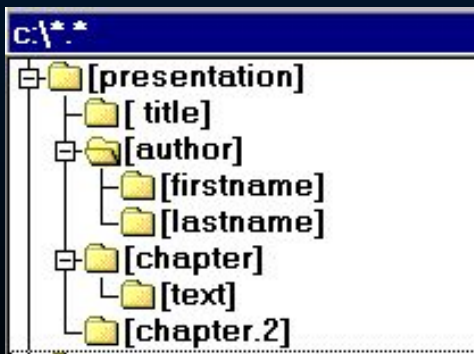 c:\*.*
[presentation]
[ title]
[author]
[firstname]
[lastname]
[chapter]
[text]
[chapter.2]